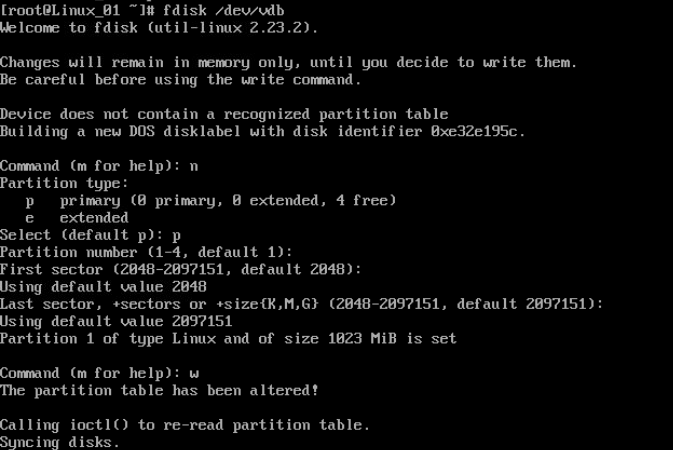 [root@Linux_01 ~]# fdisk /dev/vdb
Welcome to fdisk (util-linux 2.23.2).
Changes will remain in memory only, until you decide to write them.
Be careful before using the write command.
Device does not contain a recognized partition table
Building a new DOS disklabel with disk identifier 0xe32e195c.
Command (m for help): n
Partition type:
   p   primary (0 primary, 0 extended, 4 free)
   e   extended
Select (default p): p
Partition number (1-4, default 1):
First sector (2048-2097151, default 2048):
Using default value 2048
Last sector, +sectors or +size{K,M,G} (2048-2097151, default 2097151):
Using default value 2097151
Partition 1 of type Linux and of size 1023 MiB is set
Command (m for help): w
The partition table has been altered!
Calling ioctl() to re-read partition table.
Syncing disks.